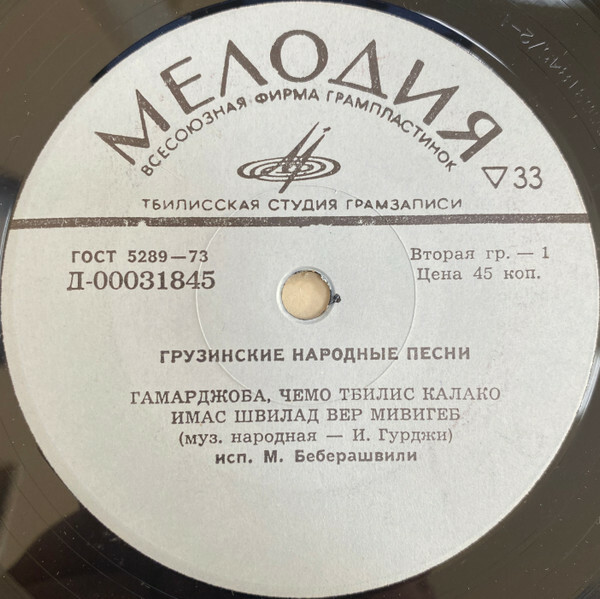 МЕЛОДИЯ
ВСЕСОЮЗНАЯ ФИРМА ГРАМПЛАСТИНОК
▽33
ТБИЛИССКАЯ СТУДИЯ ГРАМЗАПИСИ
ГОСТ 5289—73
Вторая гр. — 1
Д-00031845
Цена 45 коп.
ГРУЗИНСКИЕ НАРОДНЫЕ ПЕСНИ
ГАМАРДЖОБА, ЧЕМО ТБИЛИС КАЛАКО
ИМАС ШВИЛАД ВЕР МИВИГЕБ
(муз. народная — И. Гурджи)
исп. М. Беберашвили